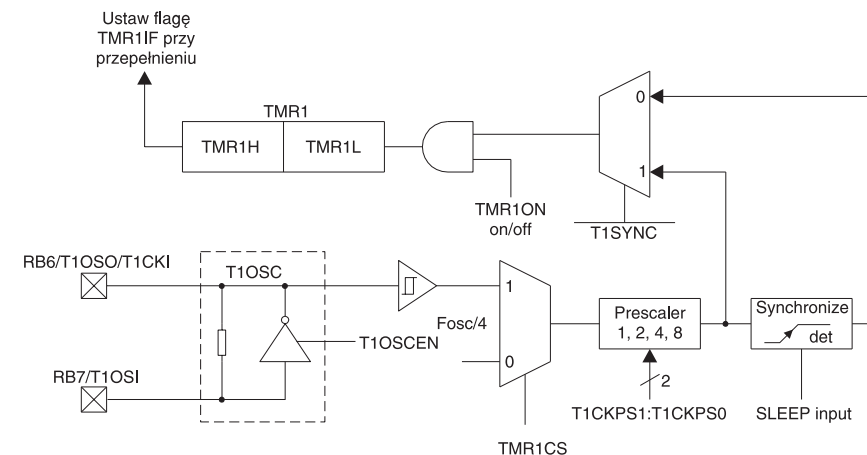 Ustaw flagę
TMR1IF przy
przepełnieniu
TMR1
TMR1H
TMR1L
0
1
TMR1ON
on/off
T1SYNC
RB6/T1OSO/T1CKI
T1OSC
Fosc/4
1
0
Prescaler
1, 2, 4, 8
Synchronize
det
T1OSCEN
2
RB7/T1OSI
T1CKPS1:T1CKPS0
SLEEP input
TMR1CS